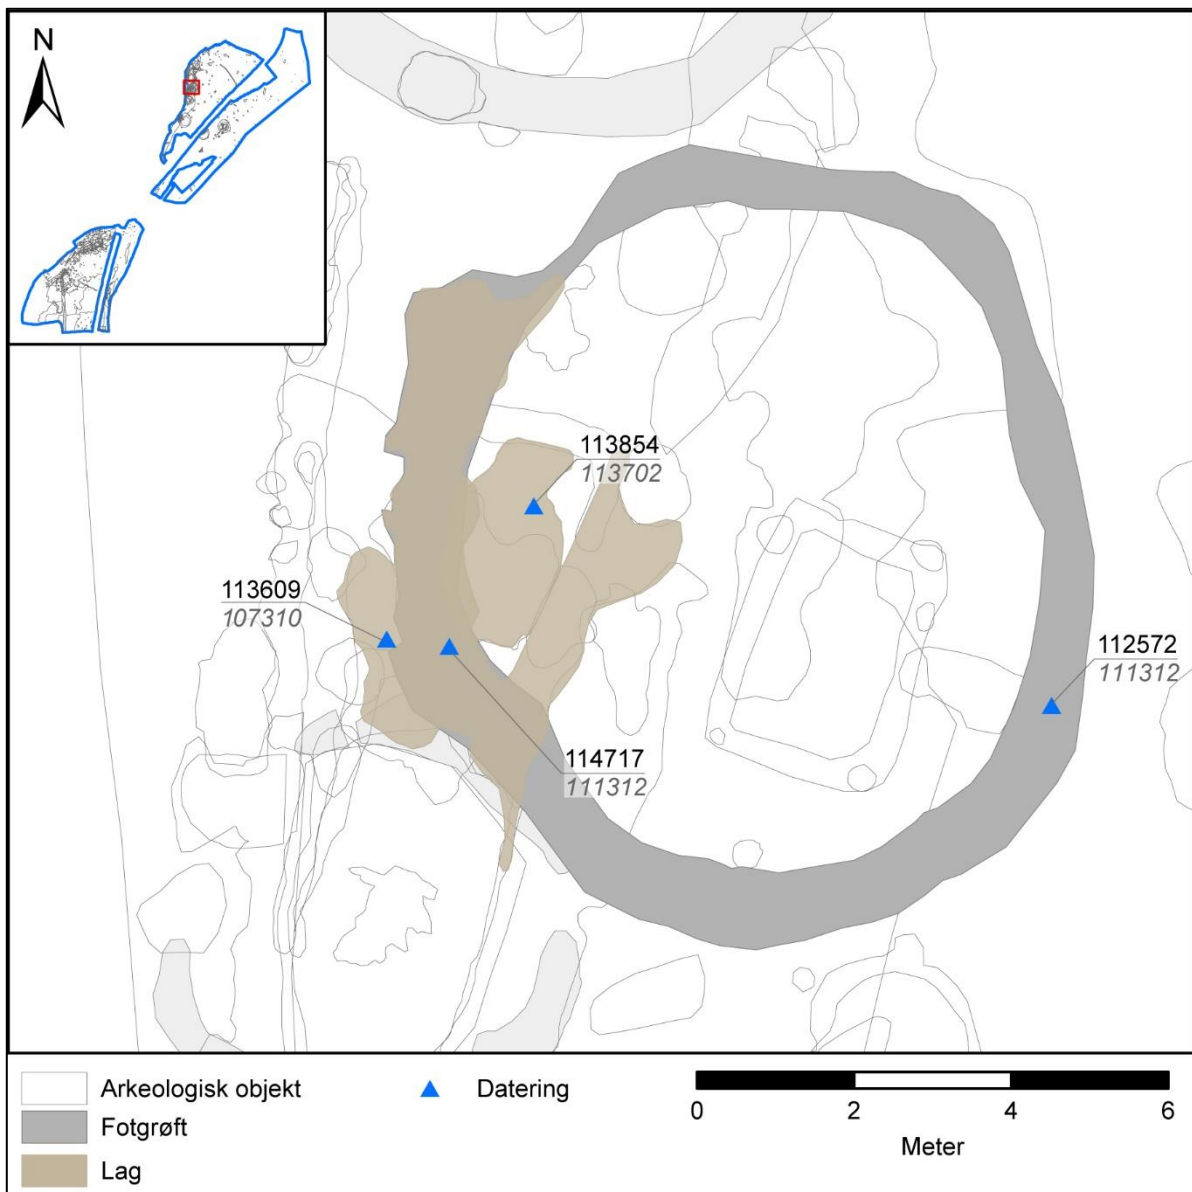 N
113854
113702
113609
107310
112572
111312
114717
111312
Arkeologisk objekt
Fotgrøft
Lag
Datering
0 2 4 6
Meter